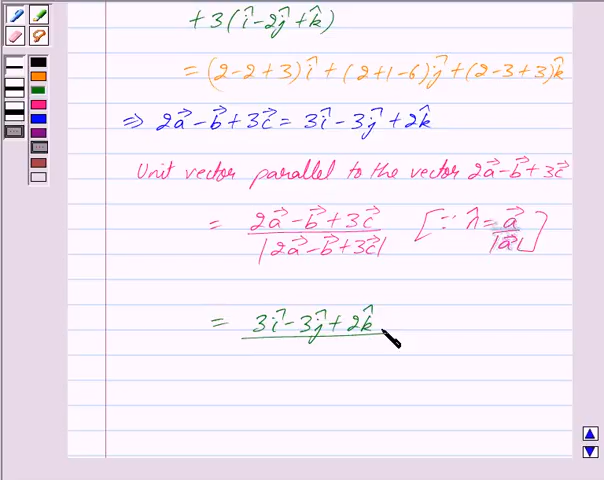 +3(î-2ĵ+k̂)
=(2-2+3)î+(2+1-6)ĵ+(2-3+3)k̂
⇒ 2a⃗-b⃗+3c⃗=3î-3ĵ+2k̂
Unit vector parallel to the vector 2a⃗-b⃗+3c⃗
= 2a⃗-b⃗+3c⃗ / |2a⃗-b⃗+3c⃗| [∵ λ̂ = a⃗ / |a⃗|]
= 3î-3ĵ+2k̂